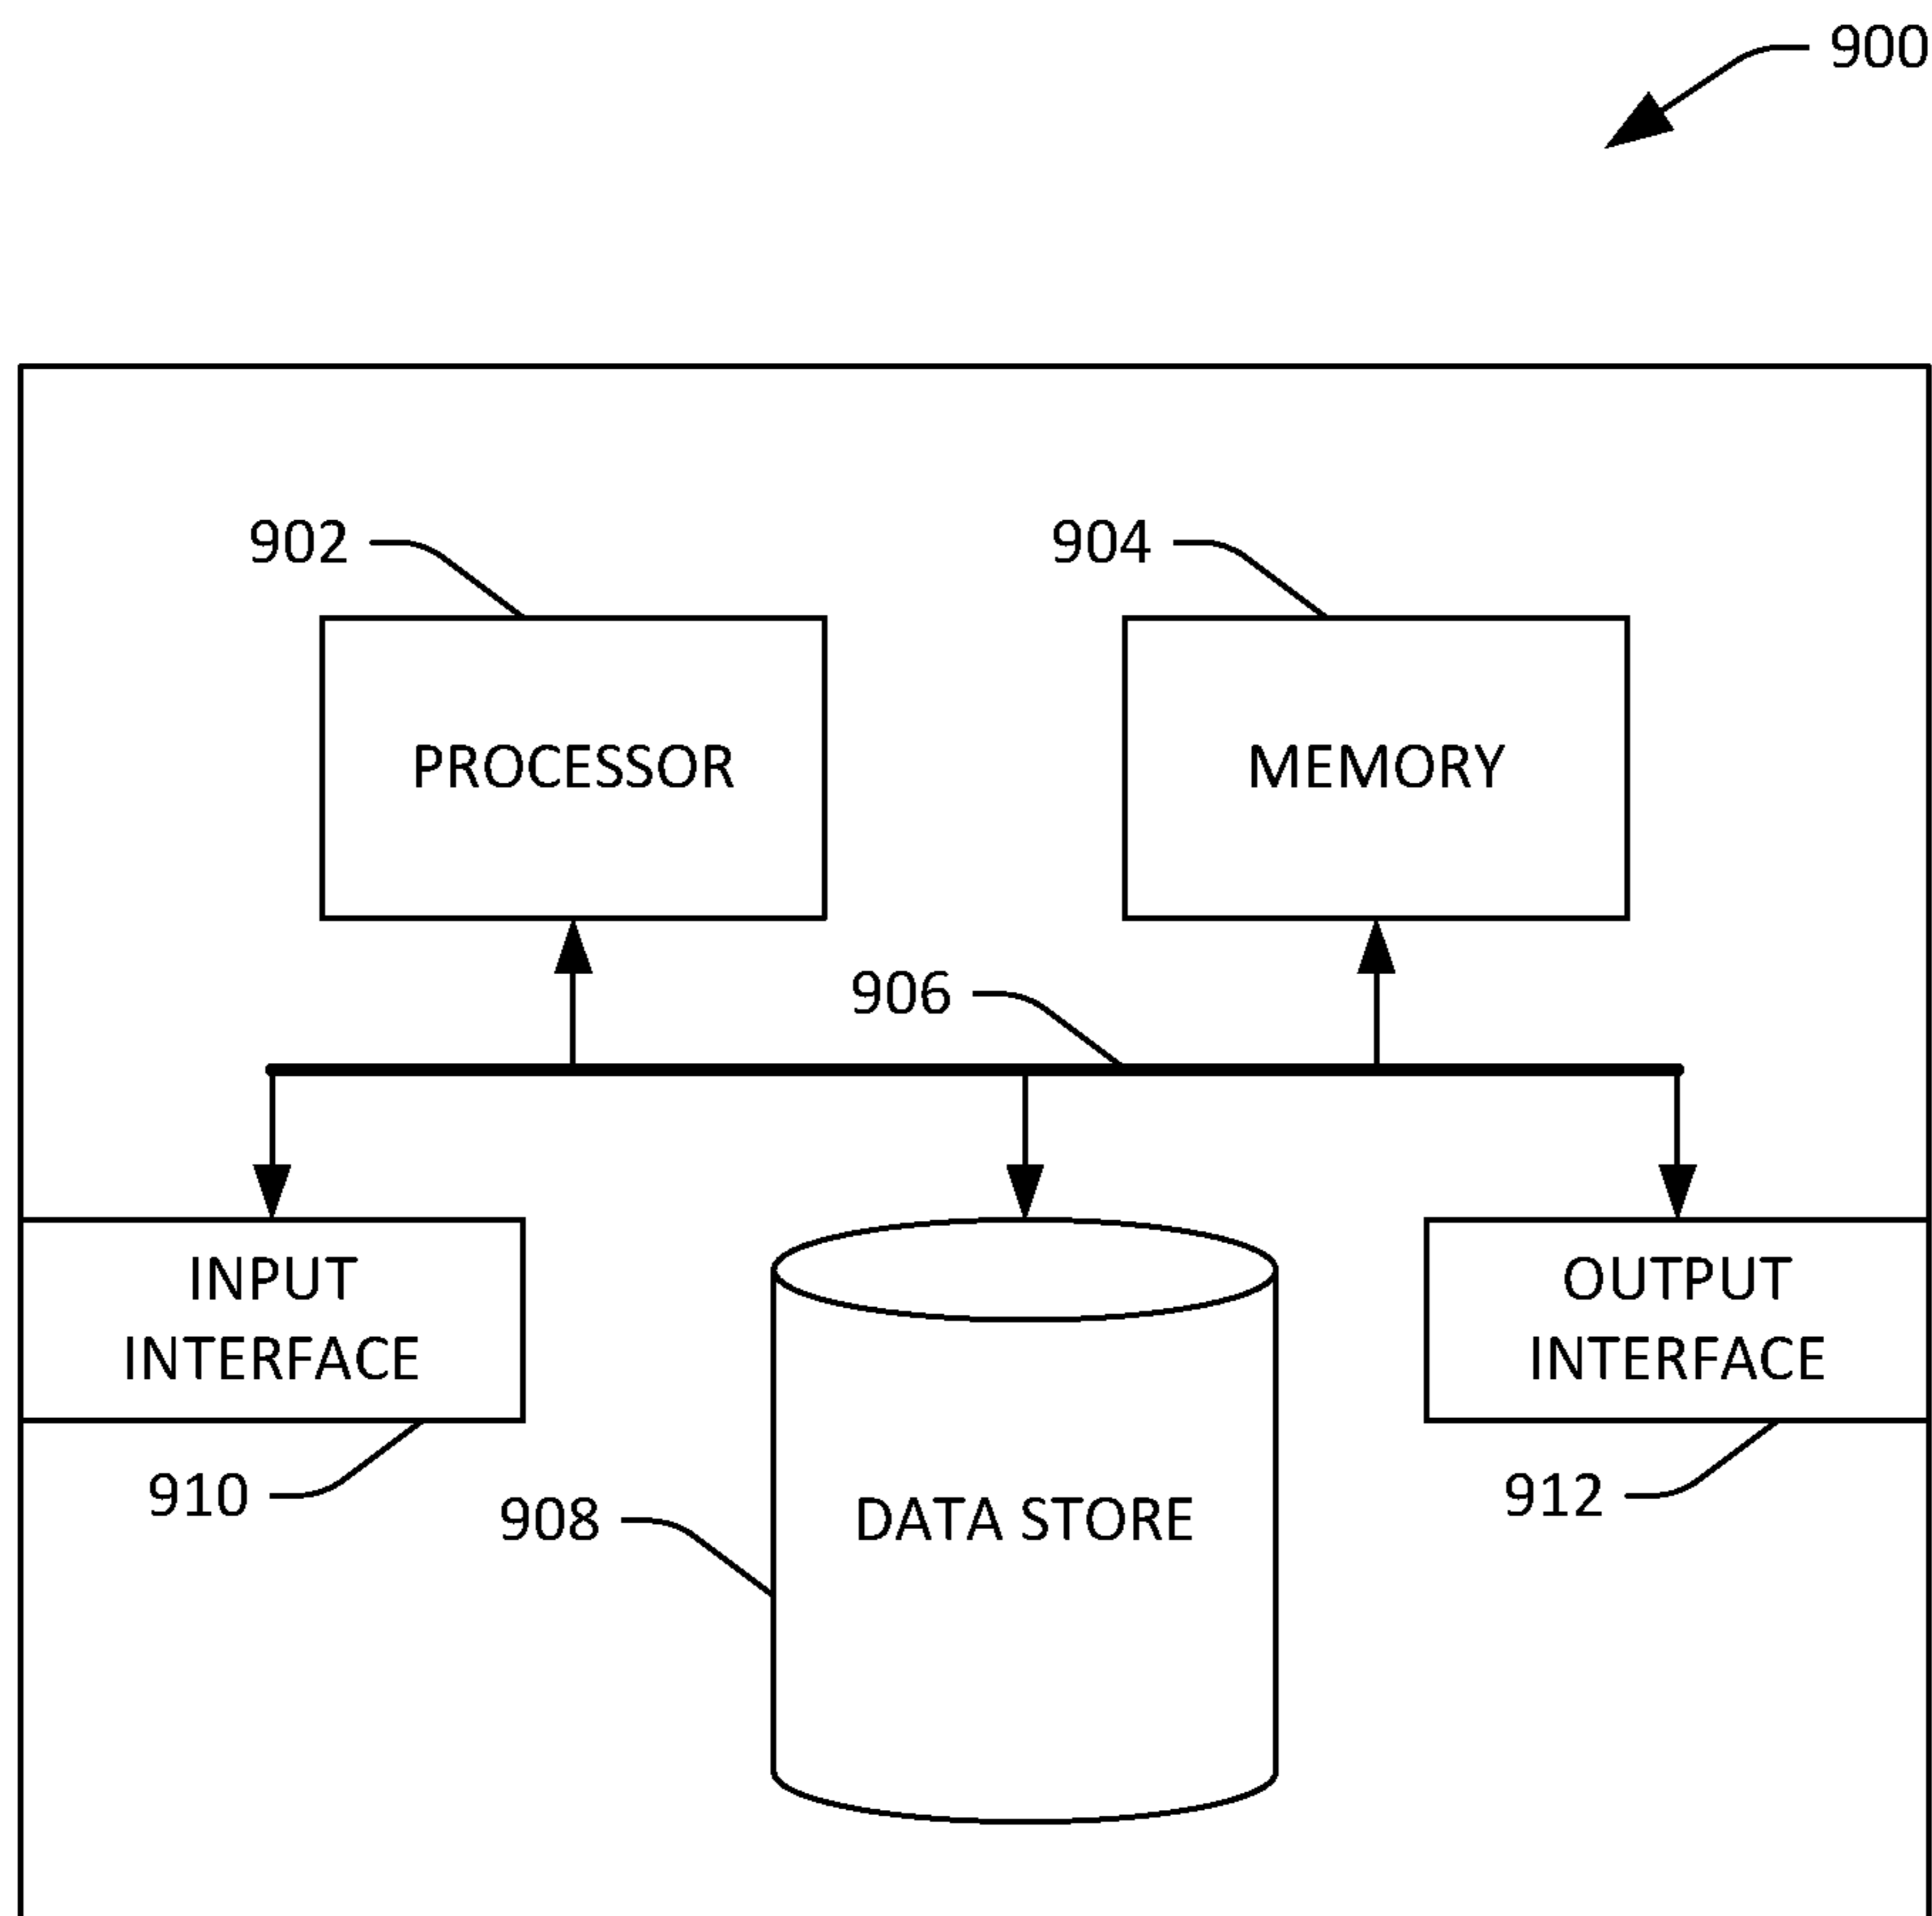 900
902
904
PROCESSOR
MEMORY
906
INPUT
INTERFACE
OUTPUT
INTERFACE
910
908
DATA STORE
912